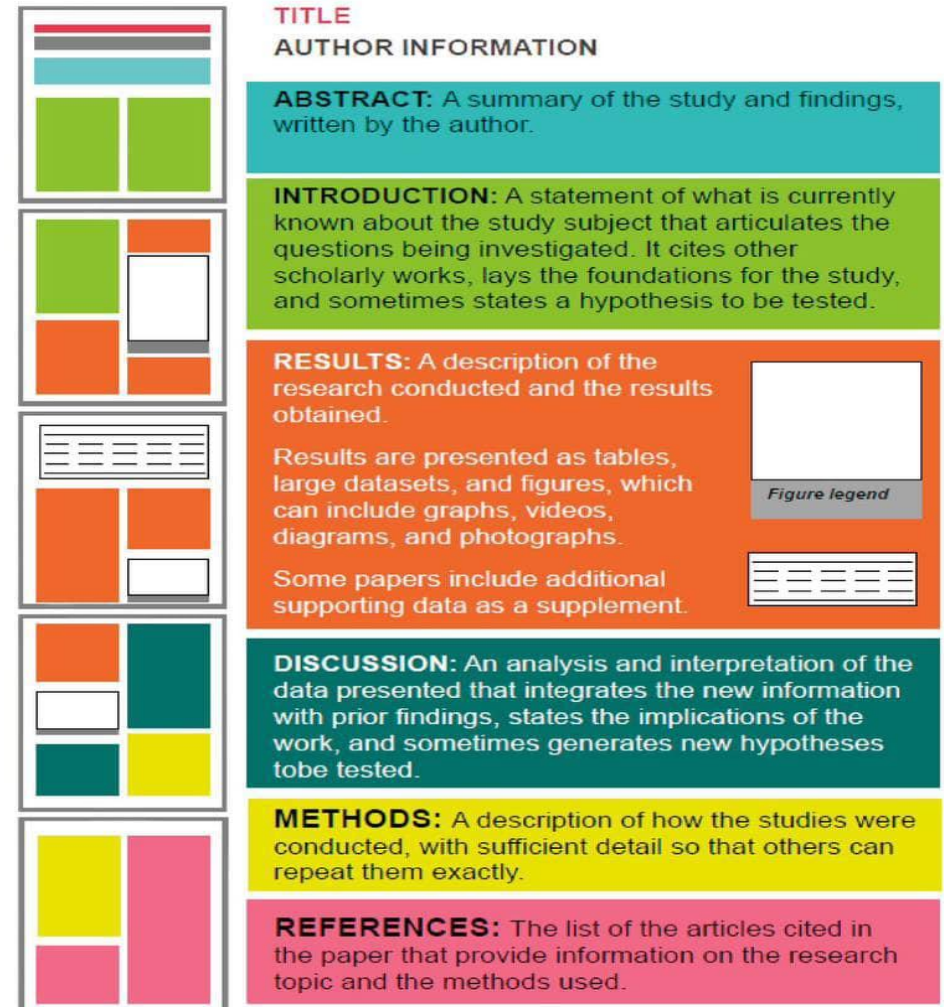 TITLE
AUTHOR INFORMATION
ABSTRACT: A summary of the study and findings,
written by the author.
INTRODUCTION: A statement of what is currently
known about the study subject that articulates the
questions being investigated. It cites other
scholarly works, lays the foundations for the study,
and sometimes states a hypothesis to be tested.
RESULTS: A description of the
research conducted and the results
obtained.
Results are presented as tables,
large datasets, and figures, which
can include graphs, videos,
diagrams, and photographs.
Some papers include additional
supporting data as a supplement.
Figure legend
DISCUSSION: An analysis and interpretation of the
data presented that integrates the new information
with prior findings, states the implications of the
work, and sometimes generates new hypotheses
tobe tested.
METHODS: A description of how the studies were
conducted, with sufficient detail so that others can
repeat them exactly.
REFERENCES: The list of the articles cited in
the paper that provide information on the research
topic and the methods used.